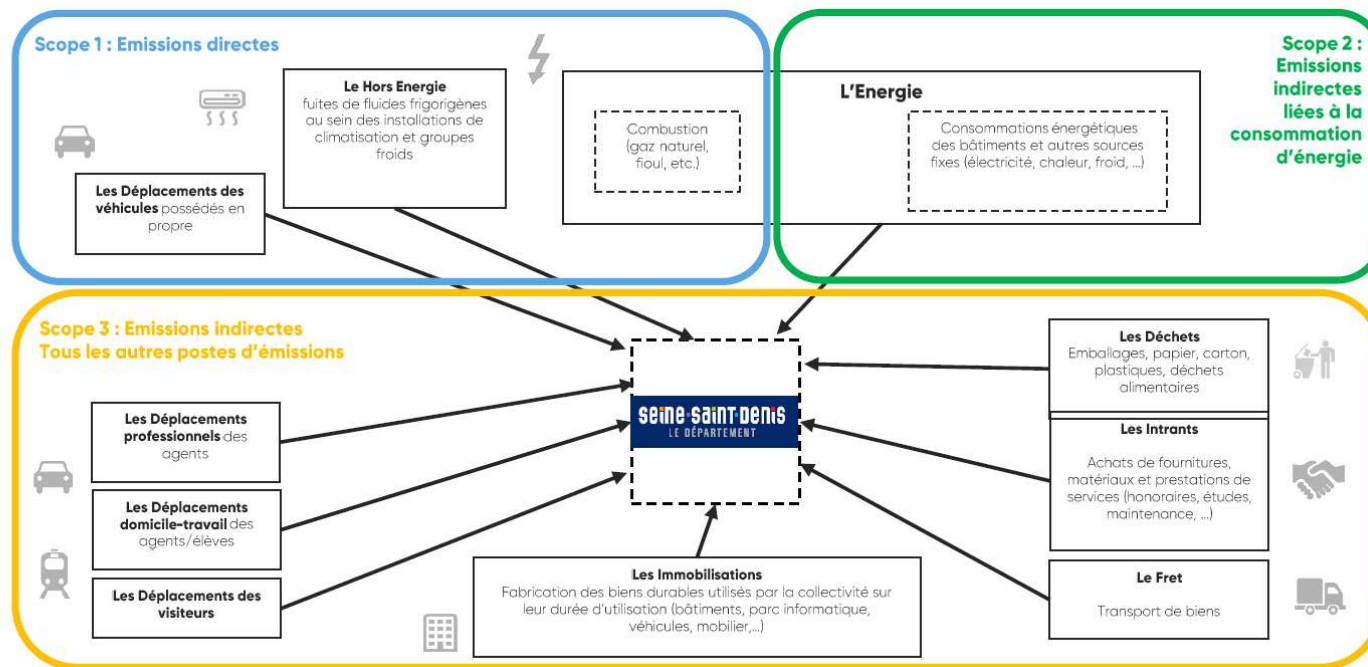 Scope 1 : Emissions directes
Le Hors Energie
fuites de fluides frigorigènes
au sein des installations de
climatisation et groupes
froids
Les Déplacements des
véhicules possédés en
propre
L'Energie
Combustion
(gaz naturel,
fioul, etc.)
Consommations énergétiques
des bâtiments et autres sources
fixes (électricité, chaleur, froid, ...)
Scope 2 :
Emissions
indirectes
liées à la
consommation
d'énergie
Scope 3 : Emissions indirectes
Tous les autres postes d'émissions
Les Déplacements
professionnels des
agents
Les Déplacements
domicile-travail des
agents/élèves
Les Déplacements des
visiteurs
seine-saint-denis
LE DÉPARTEMENT
Les Immobilisations
Fabrication des biens durables utilisés par la collectivité sur
leur durée d'utilisation (bâtiments, parc informatique,
véhicules, mobilier,...)
Les Déchets
Emballages, papier, carton,
plastiques, déchets
alimentaires
Les Intrants
Achats de fournitures,
matériaux et prestations de
services (honoraires, études,
maintenance, ...)
Le Fret
Transport de biens